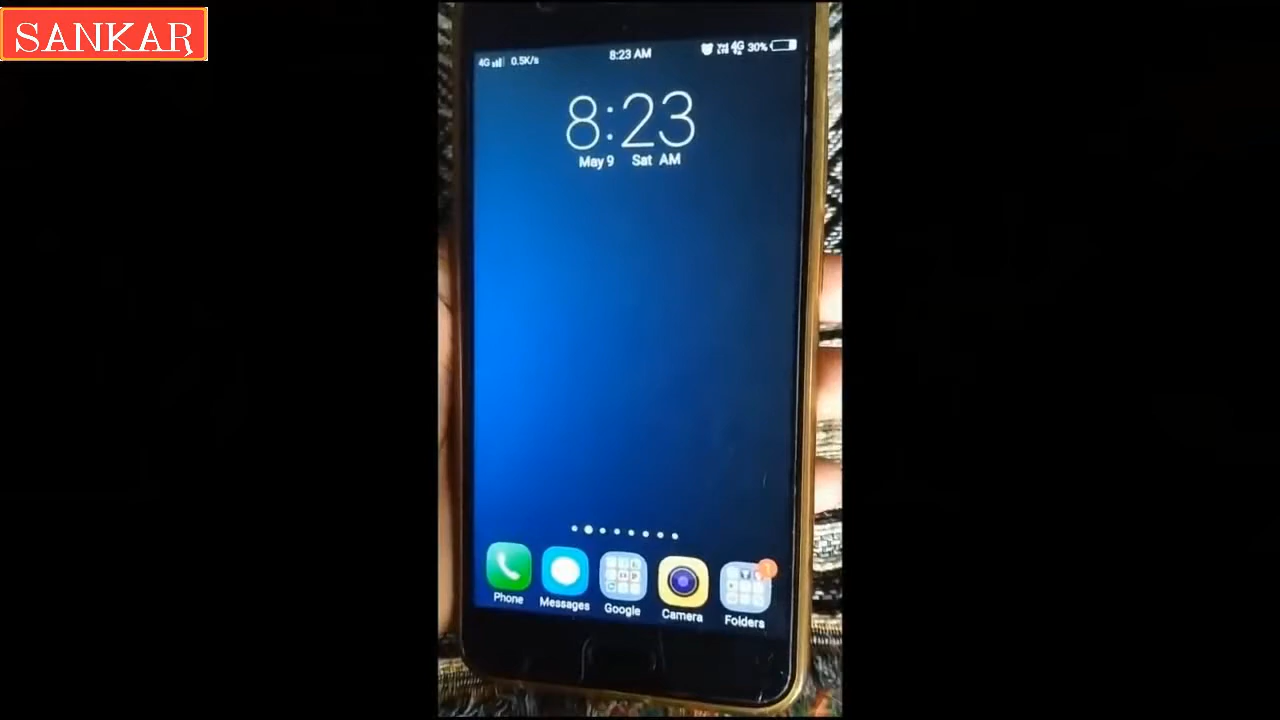 SANKAR
4G 0.5K/s 8:23 AM 4G 30%
8:23
May 9 Sat AM
Phone Messages Google Camera Folders